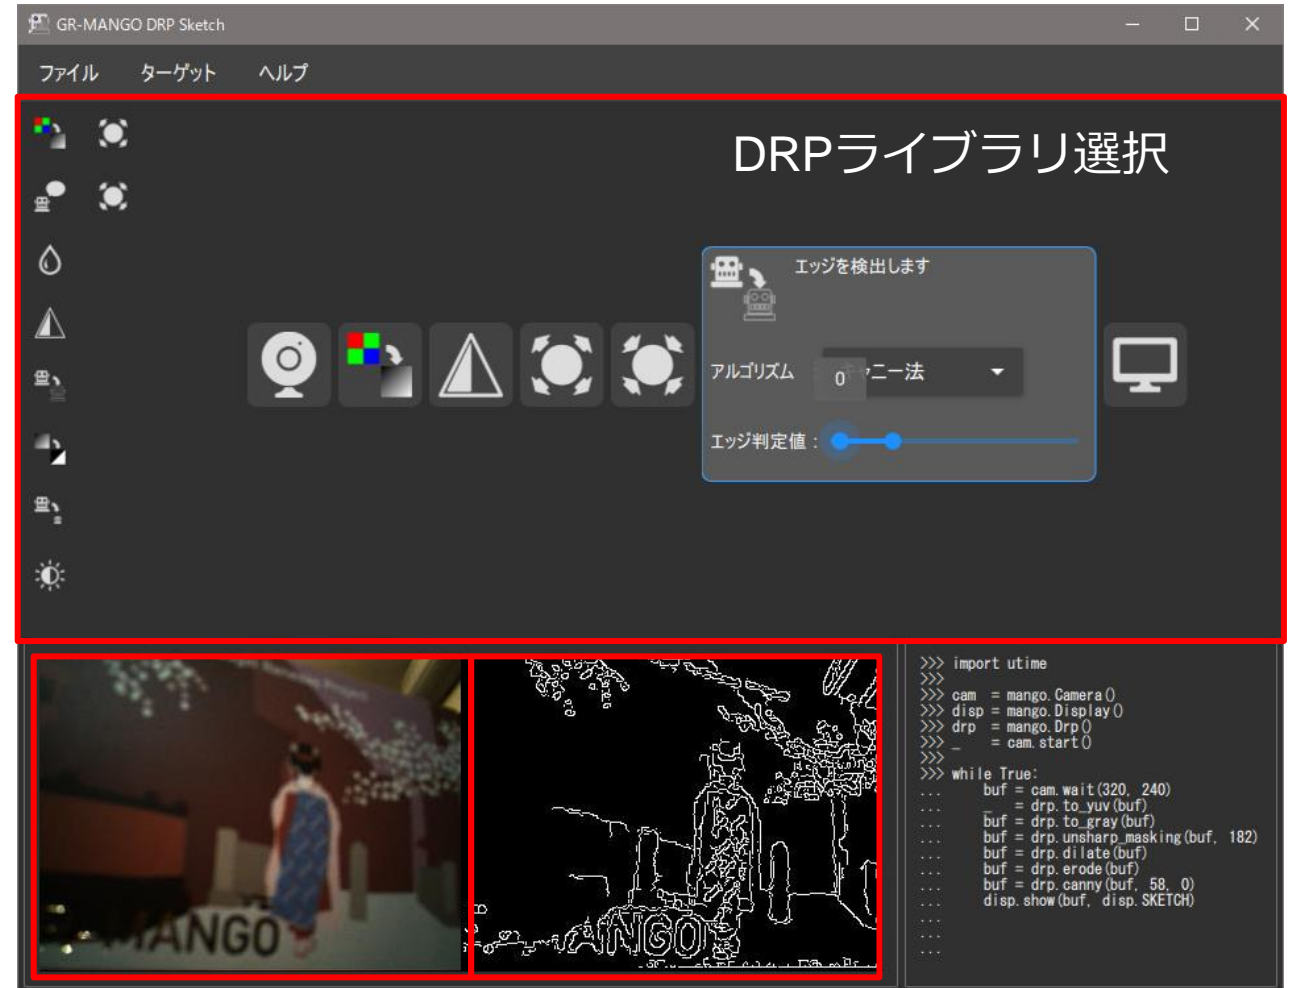 GR-MANGO DRP Sketch
ファイル ターゲット ヘルプ
DRPライブラリ選択
エッジを検出します
アルゴリズム
0
ニー法
エッジ判定値 :
MANGO
MANGO
>>> import utime
>>>
>>> cam = mango.Camera()
>>> disp = mango.Display()
>>> drp = mango.Drp()
>>> _ = cam.start()
>>>
>>> while True:
... buf = cam.wait(320, 240)
... _ = drp.to_yuv(buf)
... buf = drp.to_gray(buf)
... buf = drp.unsharp_masking(buf, 182)
... buf = drp.dilate(buf)
... buf = drp.erode(buf)
... buf = drp.canny(buf, 58, 0)
... disp.show(buf, disp.SKETCH)
...
...
...